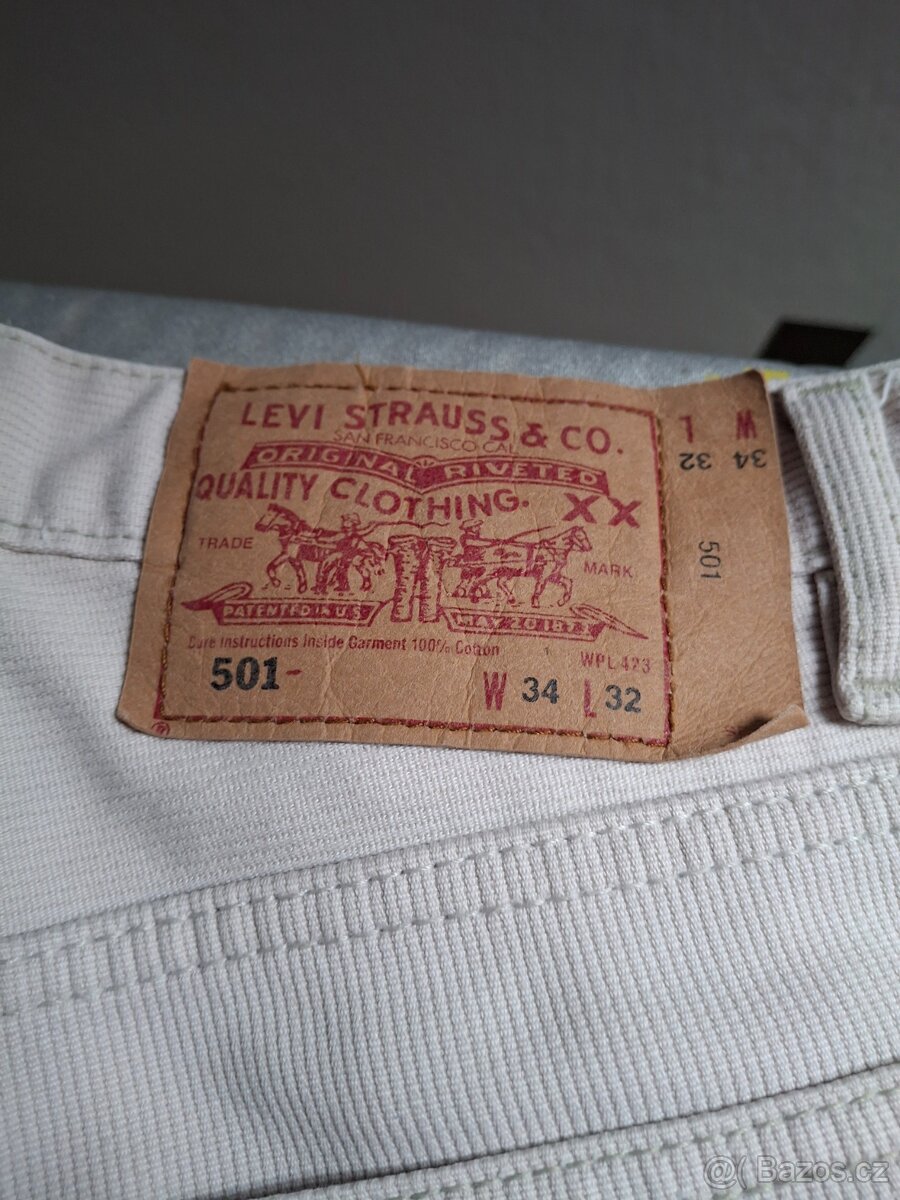 LEVI STRAUSS & CO.
SAN FRANCISCO CAL
ORIGINAL RIVETED
QUALITY CLOTHING. XX
TRADE MARK
PATENTED IN U.S. MAY 20 1873
Care Instructions Inside Garment 100% Cotton
WPL 423
501- W 34 L 32
L W
32 34
501
@( Bazos.cz